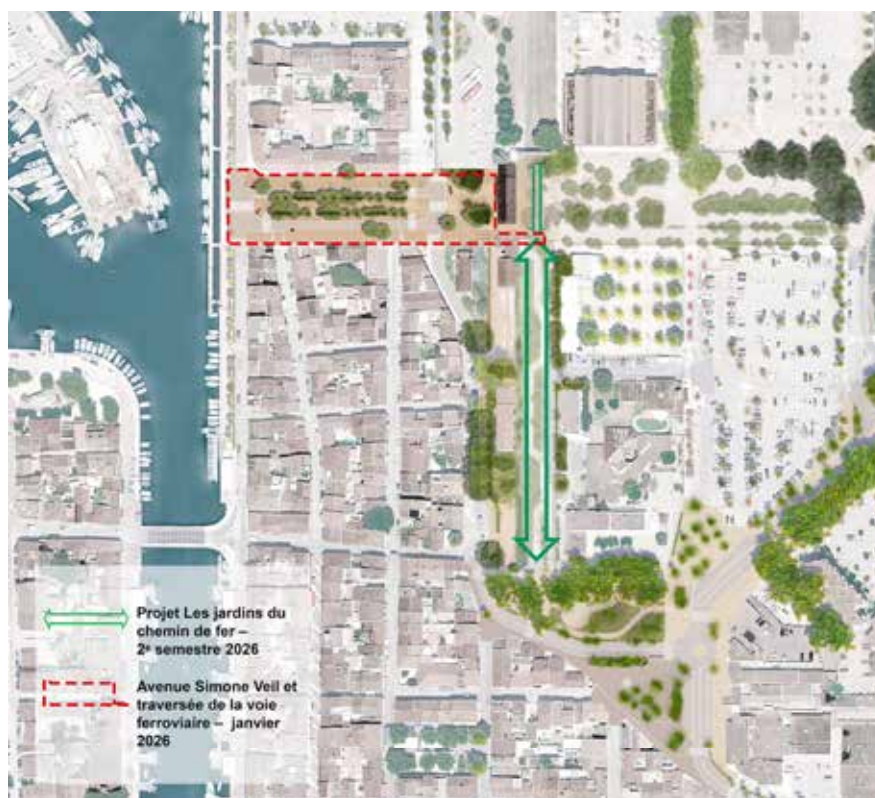 Projet Les jardins du
chemin de fer –
2e semestre 2026
Avenue Simone Veil et
traversée de la voie
ferroviaire – janvier
2026